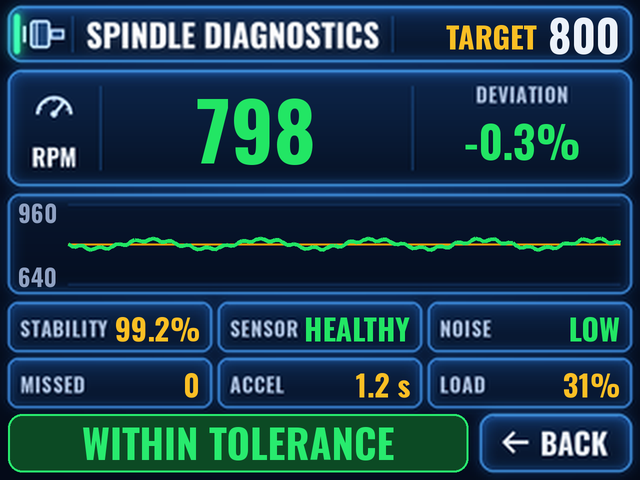 SPINDLE DIAGNOSTICS TARGET 800
DEVIATION
RPM 798 -0.3%
960
640
STABILITY 99.2% SENSOR HEALTHY NOISE LOW
MISSED 0 ACCEL 1.2 s LOAD 31%
WITHIN TOLERANCE ← BACK